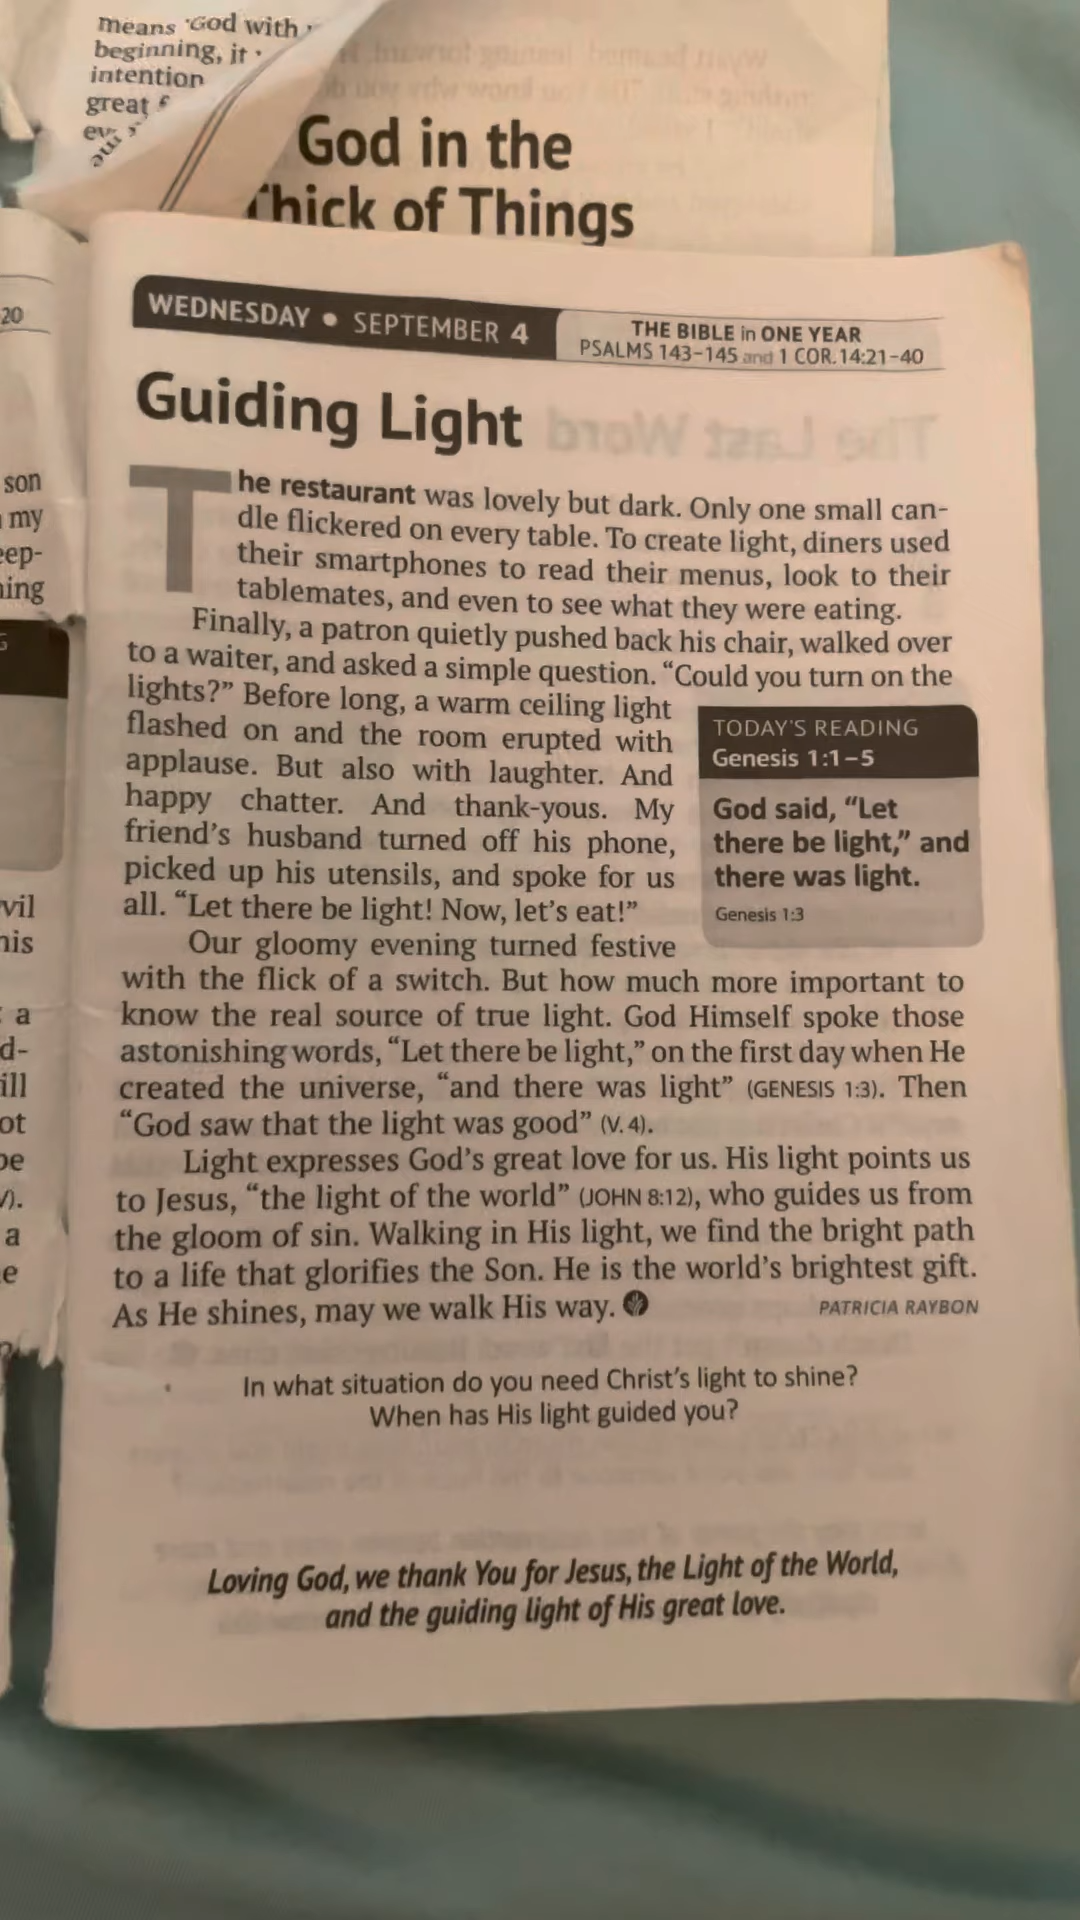 means 'God with
beginning, it
intention
great
God in the
Thick of Things
20
son
my
eep-
ning
vil
his
a
d-
ill
ot
be
V).
a
e
WEDNESDAY • SEPTEMBER 4
THE BIBLE in ONE YEAR
PSALMS 143–145 and 1 COR. 14:21–40
Guiding Light
The restaurant was lovely but dark. Only one small can-
dle flickered on every table. To create light, diners used
their smartphones to read their menus, look to their
tablemates, and even to see what they were eating.
Finally, a patron quietly pushed back his chair, walked over
to a waiter, and asked a simple question. “Could you turn on the
lights?” Before long, a warm ceiling light
flashed on and the room erupted with
applause. But also with laughter. And
happy chatter. And thank-yous. My
friend’s husband turned off his phone,
picked up his utensils, and spoke for us
all. “Let there be light! Now, let’s eat!”
TODAY’S READING
Genesis 1:1–5
God said, “Let
there be light,” and
there was light.
Genesis 1:3
Our gloomy evening turned festive
with the flick of a switch. But how much more important to
know the real source of true light. God Himself spoke those
astonishing words, “Let there be light,” on the first day when He
created the universe, “and there was light” (GENESIS 1:3). Then
“God saw that the light was good” (V. 4).
Light expresses God’s great love for us. His light points us
to Jesus, “the light of the world” (JOHN 8:12), who guides us from
the gloom of sin. Walking in His light, we find the bright path
to a life that glorifies the Son. He is the world’s brightest gift.
As He shines, may we walk His way. PATRICIA RAYBON
In what situation do you need Christ’s light to shine?
When has His light guided you?
Loving God, we thank You for Jesus, the Light of the World,
and the guiding light of His great love.